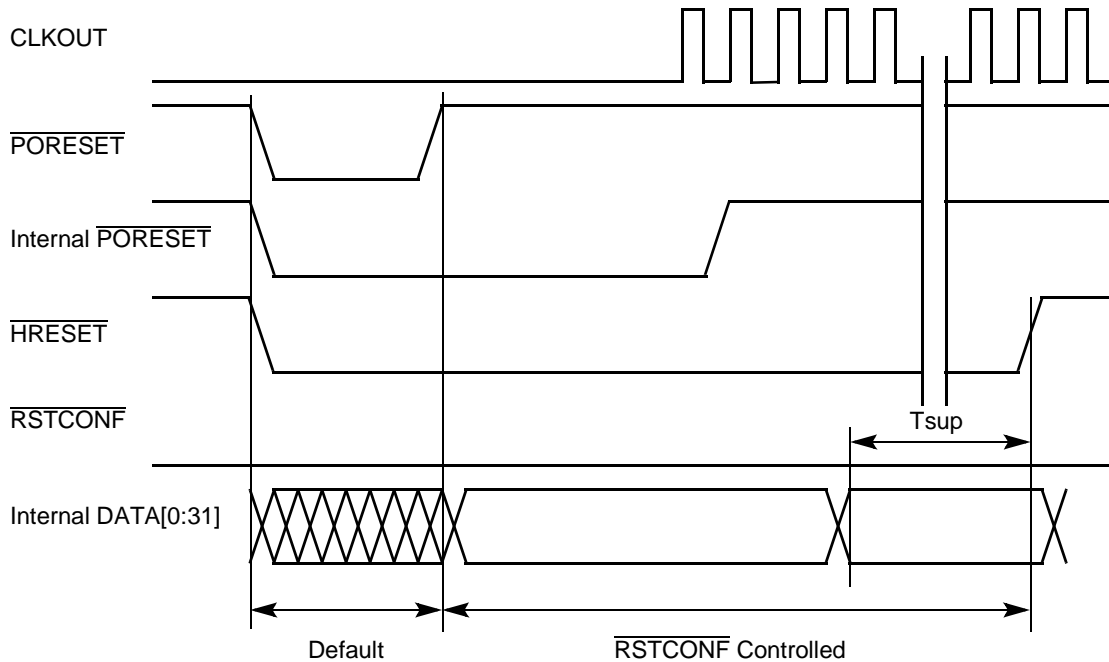 CLKOUT
PORESET
Internal PORESET
HRESET
RSTCONF
Tsup
Internal DATA[0:31]
Default
RSTCONF Controlled